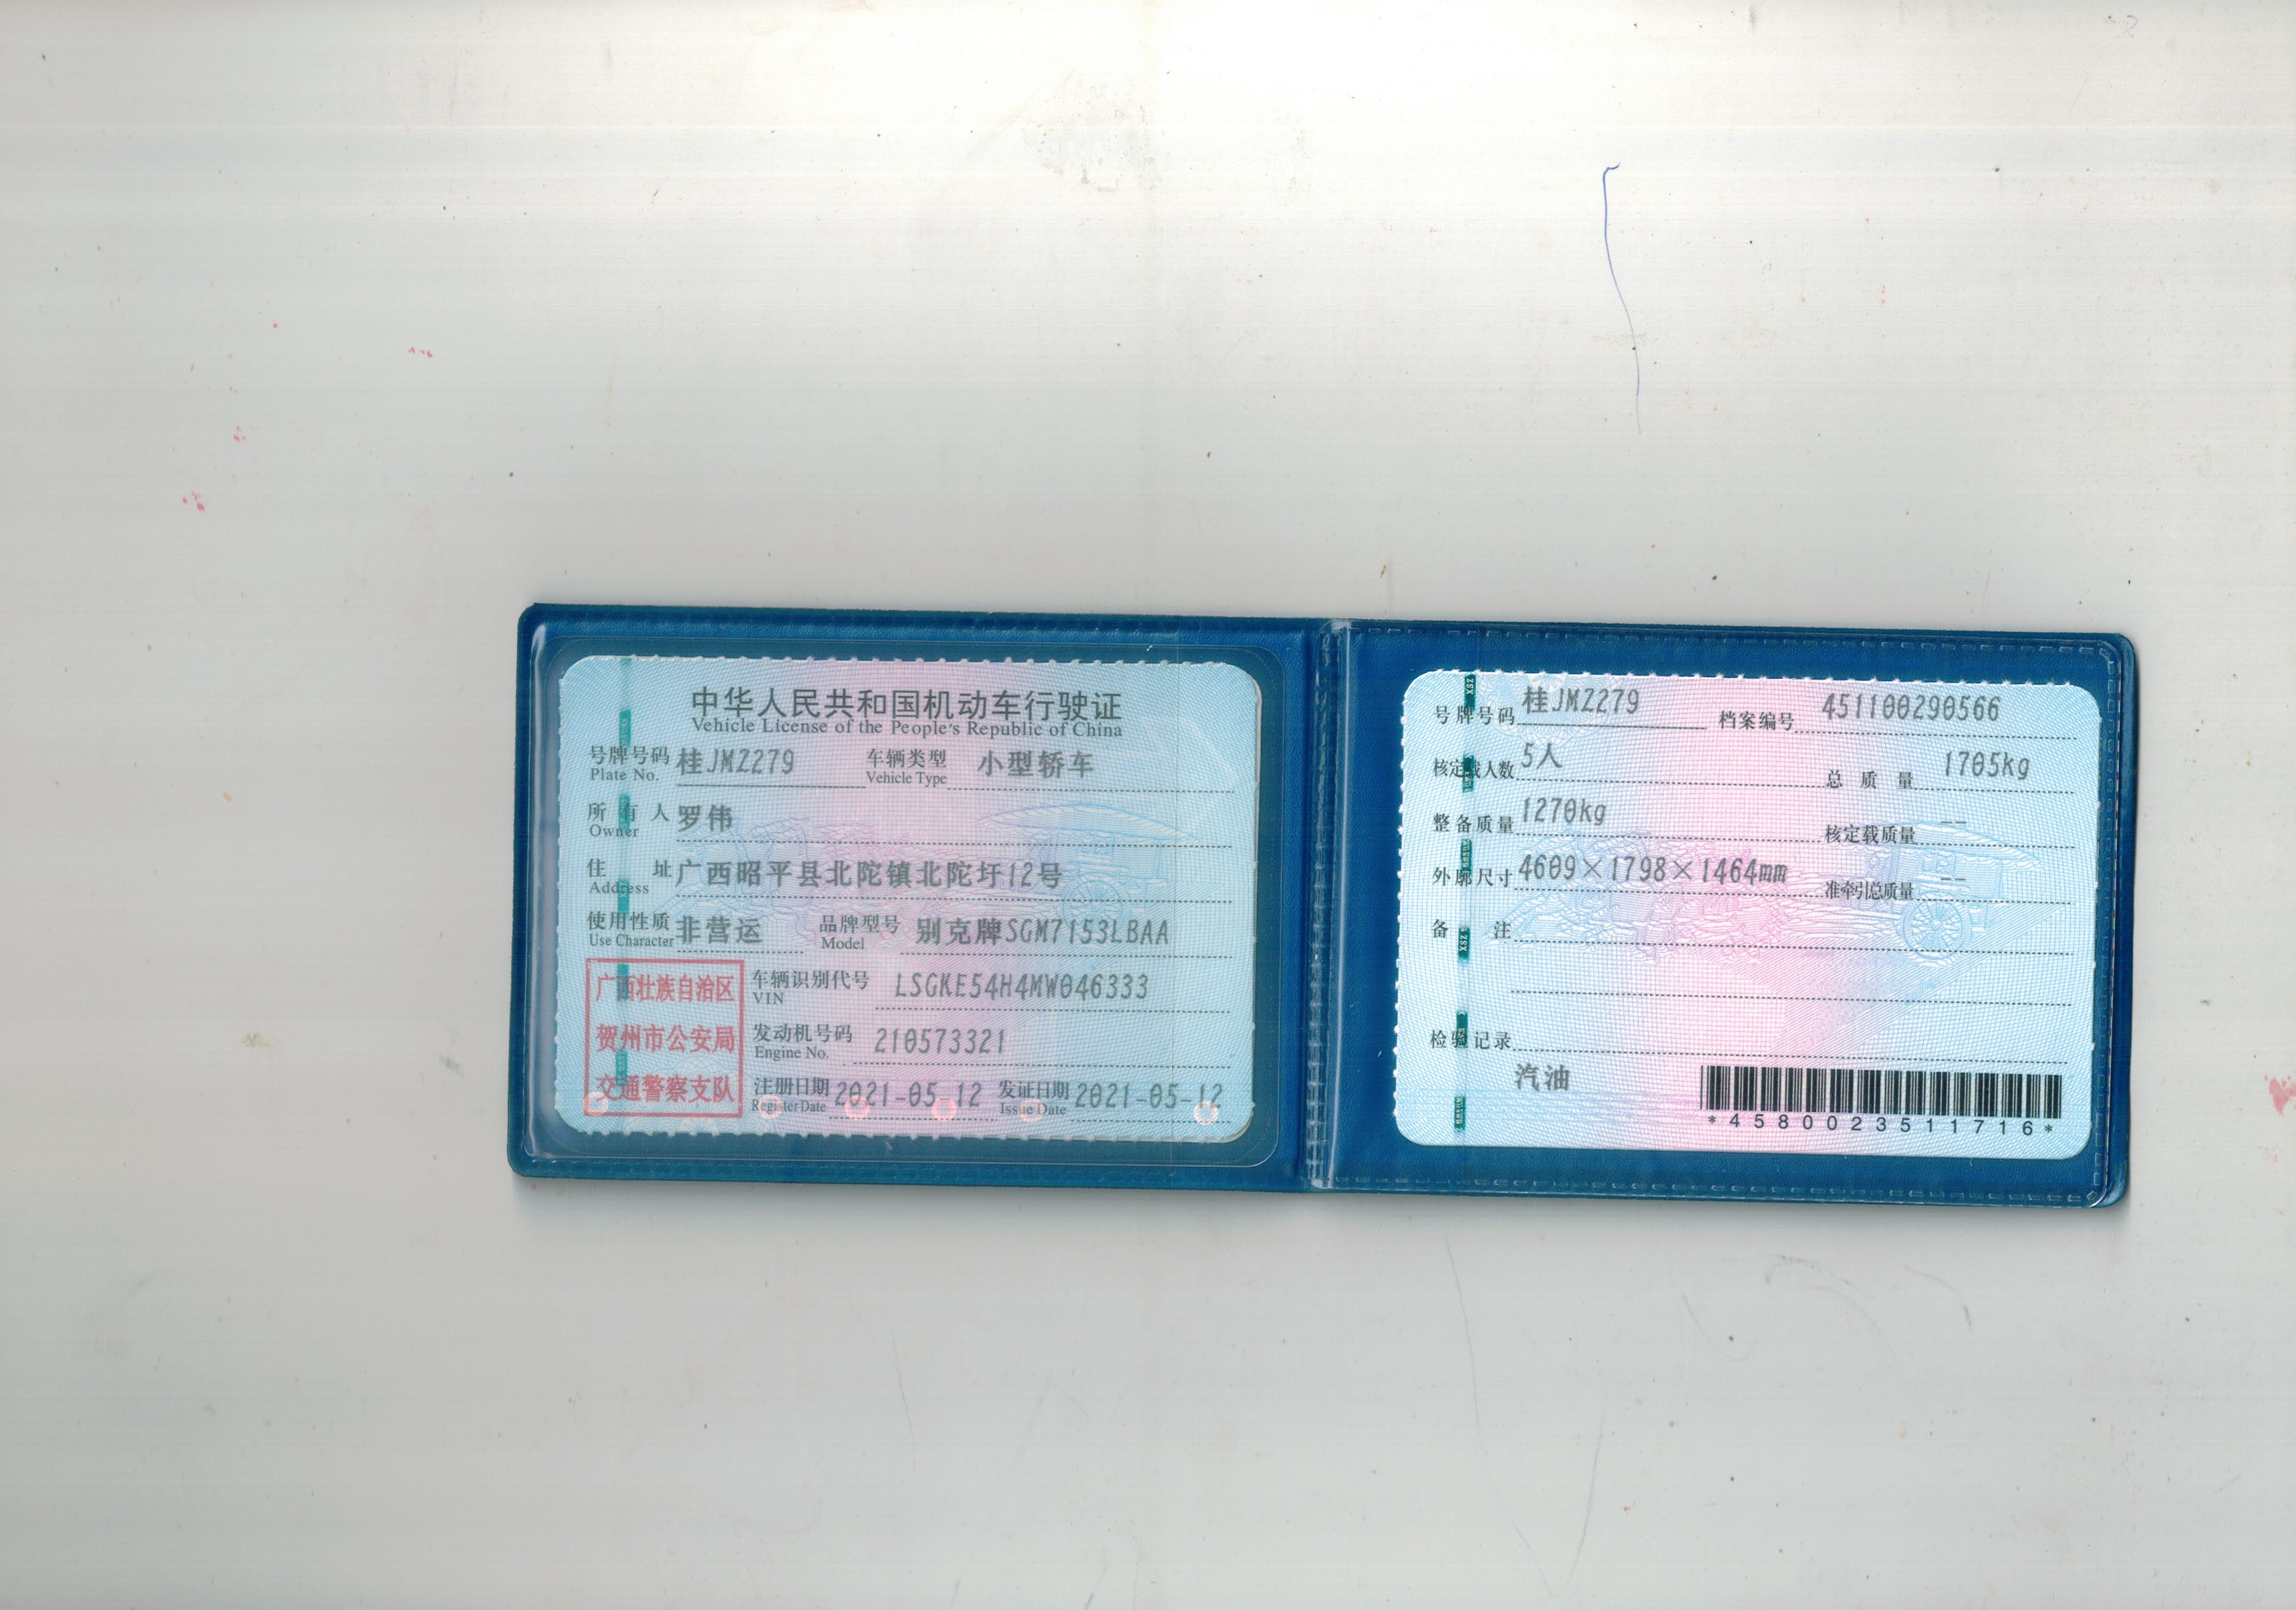 中华人民共和国机动车行驶证
Vehicle License of the People's Republic of China
号牌号码 桂JMZ279 车辆类型 小型轿车
Plate No. Vehicle Type
所有人 罗伟
Owner
住址 广西昭平县北陀镇北陀圩12号
Address
使用性质 非营运 品牌型号 别克牌SGM7153LBAA
Use Character Model
广西壮族自治区
贺州市公安局
交通警察支队
车辆识别代号 LSGKE54H4MW046333
VIN
发动机号码 210573321
Engine No.
注册日期 2021-05-12 发证日期 2021-05-12
Register Date Issue Date
号牌号码 桂JMZ279 档案编号 451100290566
核定载人数 5人 总质量 1705kg
整备质量 1270kg 核定载质量 --
外廓尺寸 4609×1798×1464mm 准牵引总质量 --
备注
检验记录
汽油
*4580023511716*